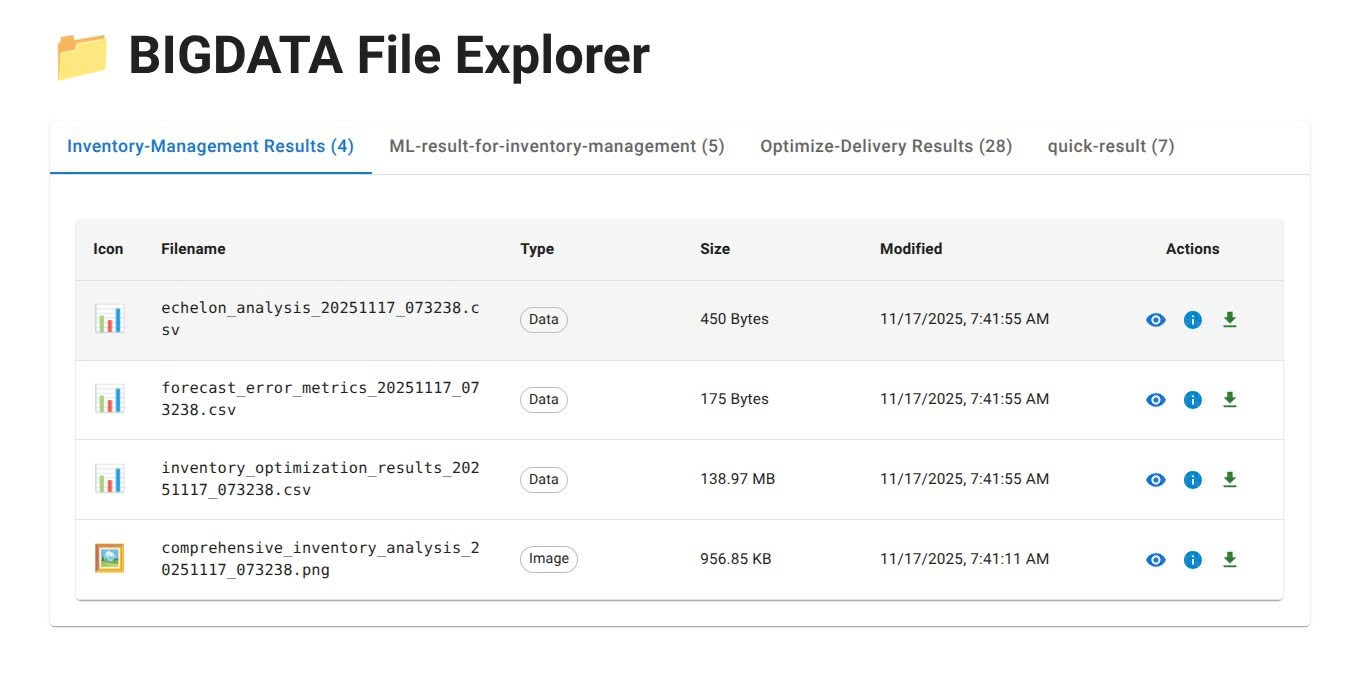 BIGDATA File Explorer
Inventory-Management Results (4) ML-result-for-inventory-management (5) Optimize-Delivery Results (28) quick-result (7)
Icon Filename Type Size Modified Actions
echelon_analysis_20251117_073238.c
sv
Data 450 Bytes 11/17/2025, 7:41:55 AM
forecast_error_metrics_20251117_07
3238.csv
Data 175 Bytes 11/17/2025, 7:41:55 AM
inventory_optimization_results_202
51117_073238.csv
Data 138.97 MB 11/17/2025, 7:41:55 AM
comprehensive_inventory_analysis_2
0251117_073238.png
Image 956.85 KB 11/17/2025, 7:41:11 AM